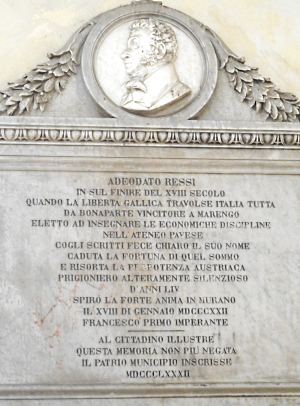 ADEODATO RESSI
IN SUL FINIRE DEL XVIII SECOLO
QUANDO LA LIBERTÀ GALLICA TRAVOLSE ITALIA TUTTA
DA BONAPARTE VINCITORE A MARENGO
ELETTO AD INSEGNARE LE ECONOMICHE DISCIPLINE
NELL'ATENEO PAVESE
COGLI SCRITTI FECE CHIARO IL SUO NOME
CADUTA LA FORTUNA DI QUEL SOMMO
E RISORTA LA PREPOTENZA AUSTRIACA
PRIGIONIERO ALTERAMENTE SILENZIOSO
D'ANNI LIV
SPIRÒ LA FORTE ANIMA IN MURANO
IL XVIII DI GENNAIO MDCCCXXII
FRANCESCO PRIMO IMPERANTE
AL CITTADINO ILLUSTRE
QUESTA MEMORIA NON PIÙ NEGATA
IL PATRIO MUNICIPIO INSCRISSE
MDCCCLXXXII